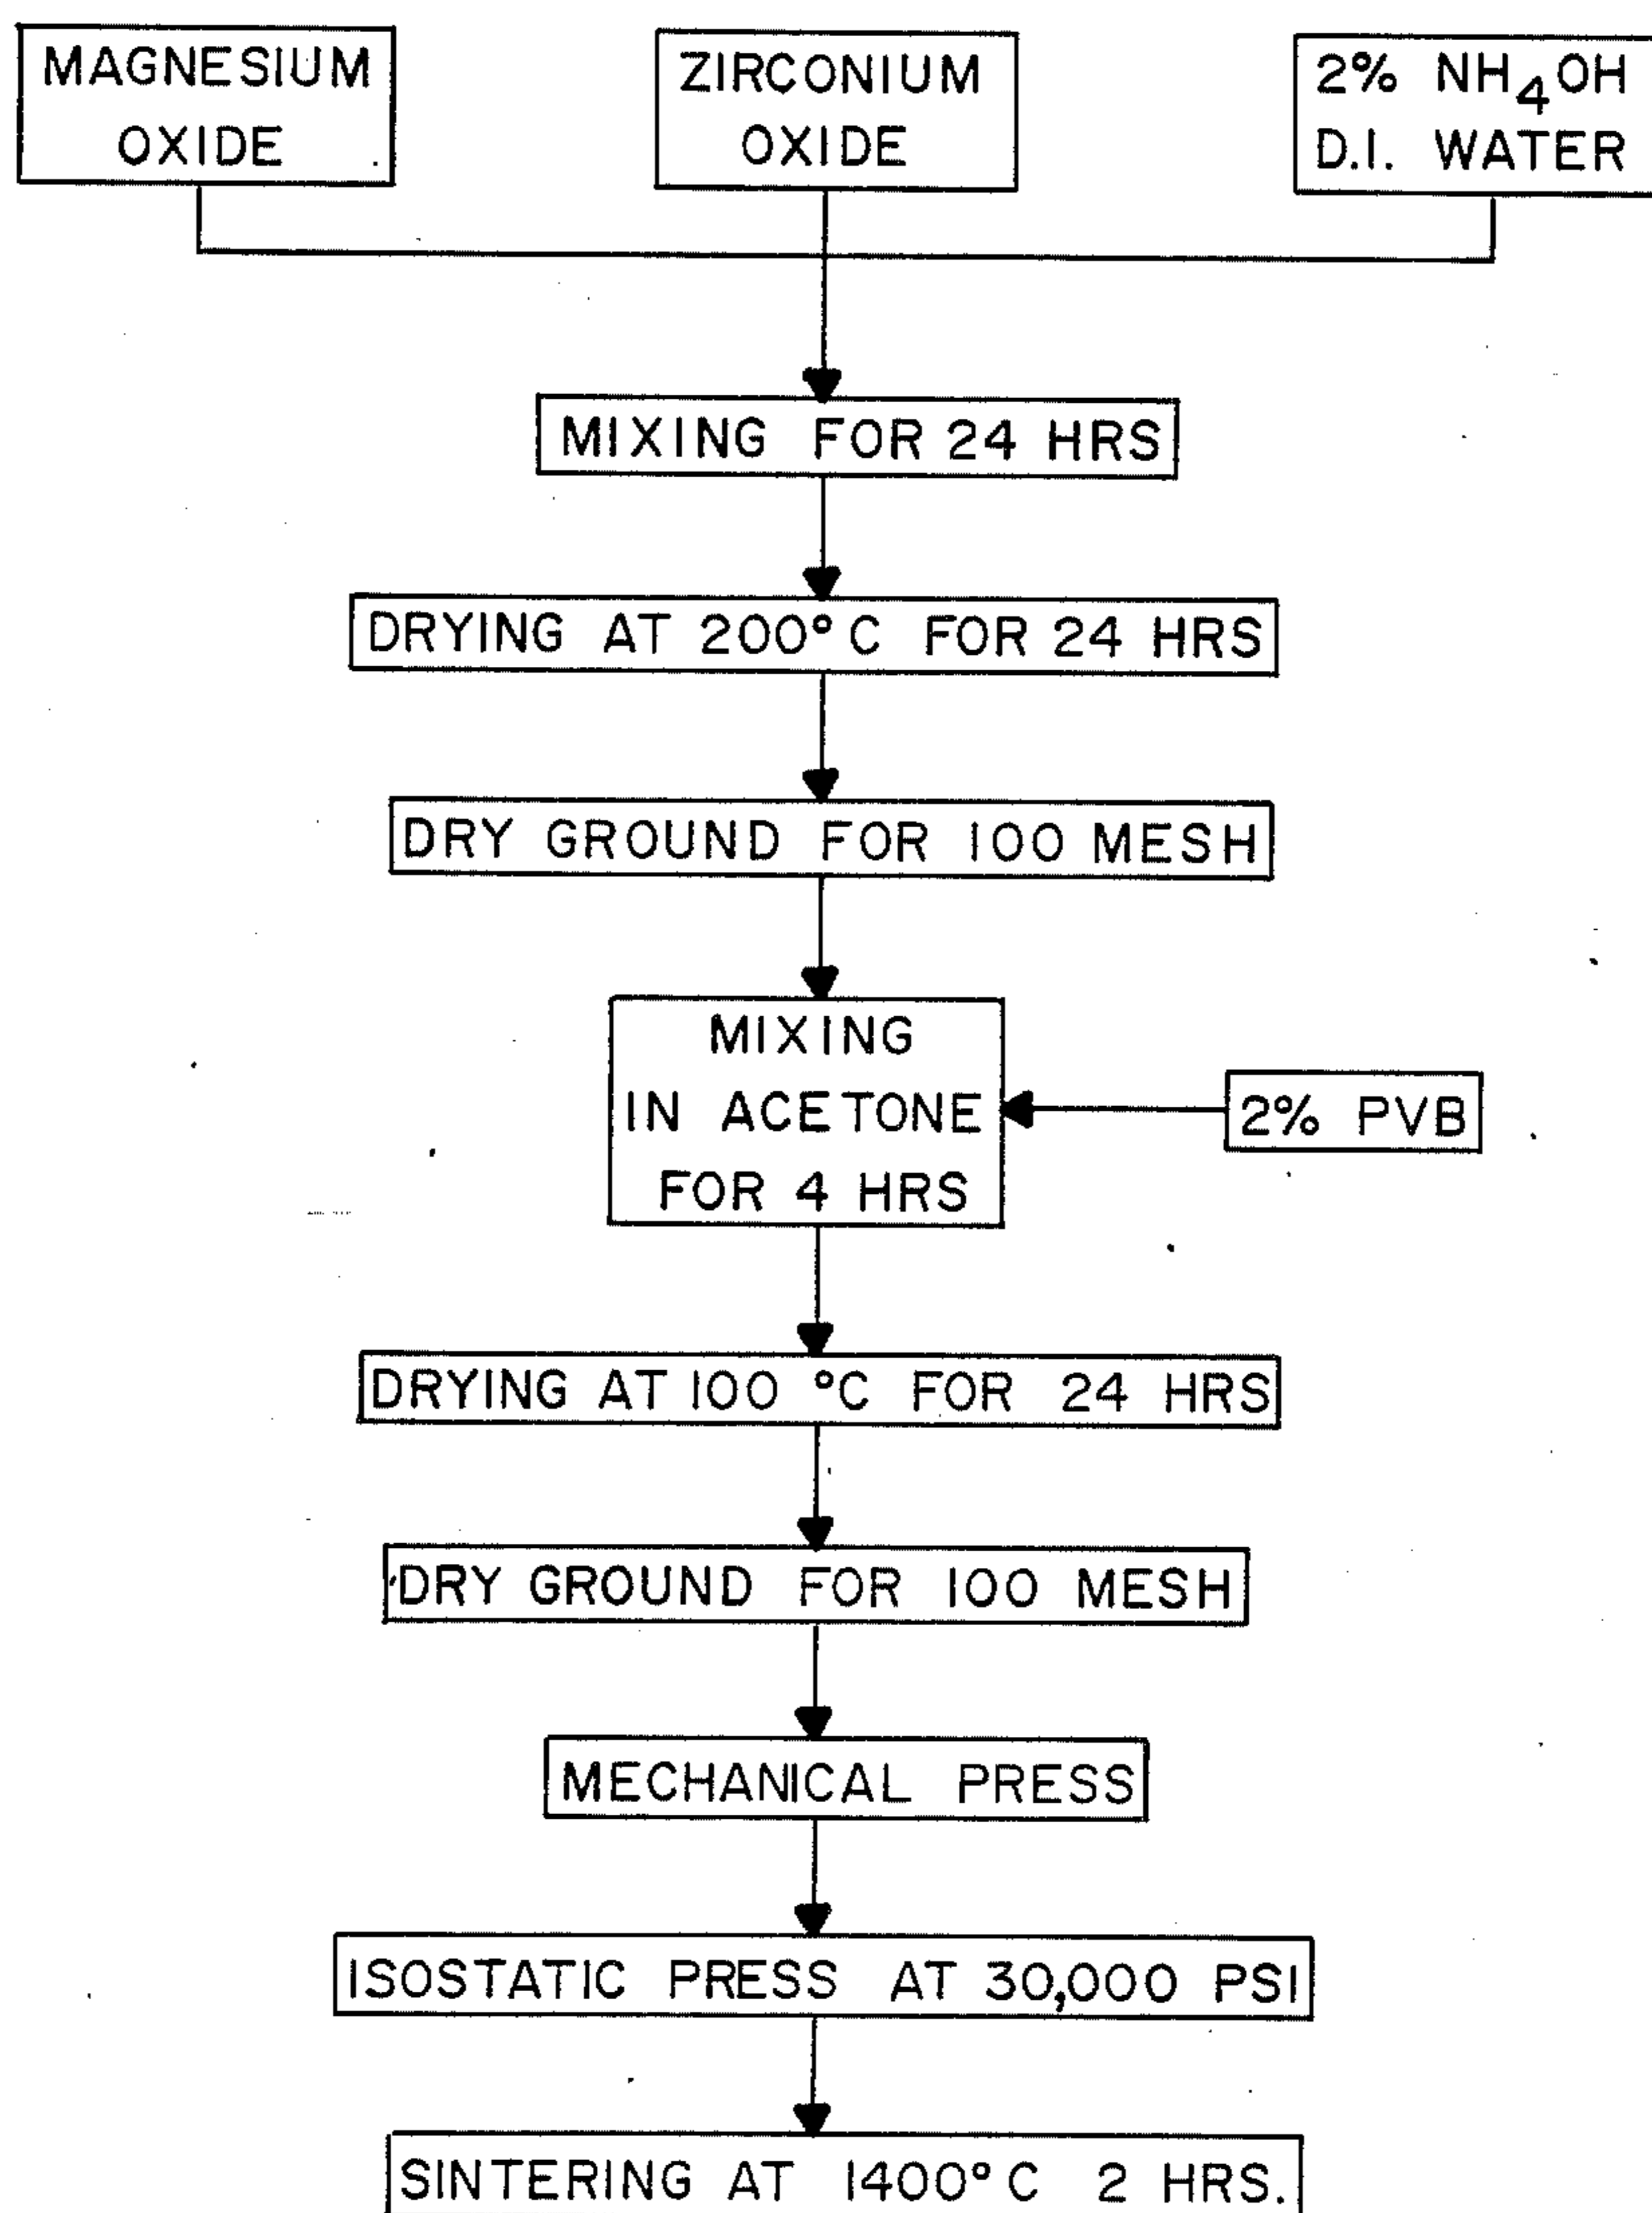 MAGNESIUM
OXIDE
ZIRCONIUM
OXIDE
2% NH4OH
D.I. WATER
MIXING FOR 24 HRS
DRYING AT 200°C FOR 24 HRS
DRY GROUND FOR 100 MESH
MIXING
IN ACETONE
FOR 4 HRS
2% PVB
DRYING AT 100 °C FOR 24 HRS
DRY GROUND FOR 100 MESH
MECHANICAL PRESS
ISOSTATIC PRESS AT 30,000 PSI
SINTERING AT 1400°C 2 HRS.